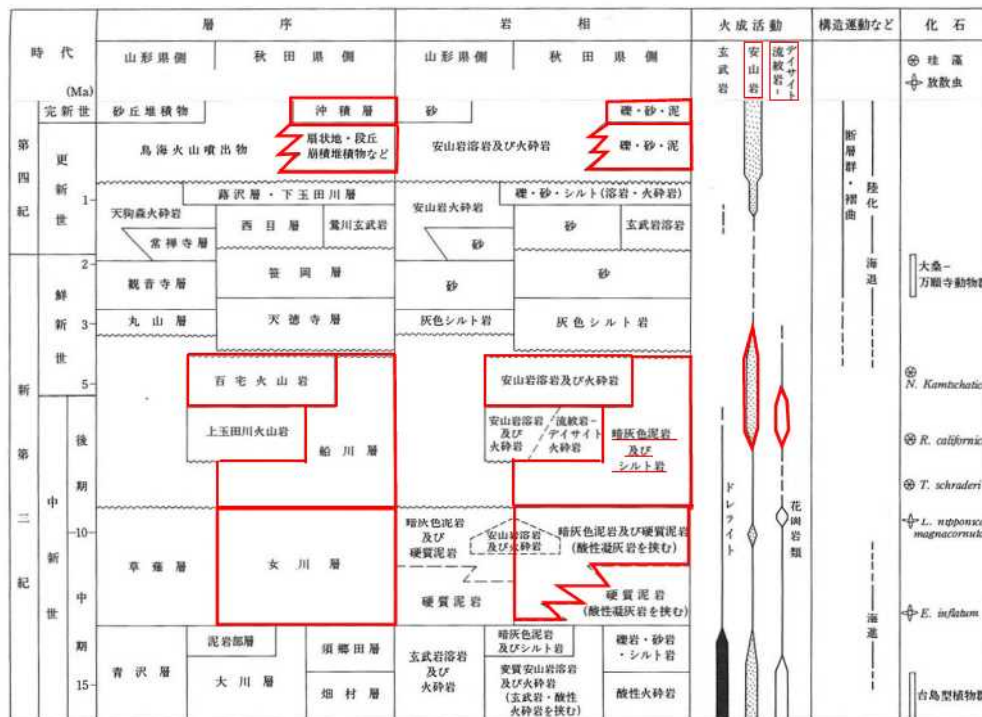 時代
層序
岩相
火成活動
構造運動など
化石
山形県側
秋田県側
山形県側
秋田県側
玄武岩
安山岩
流紋岩-
デイサイト
珪藻
放散虫
(Ma)
第四紀
完新世
更新世
新第三紀
鮮新世
中新世
後期
中期
1
2
3
5
10
15
砂丘堆積物
沖積層
鳥海火山噴出物
扇状地・段丘
崩積堆積物など
蕗沢層・下玉田川層
天狗森火砕岩
西目層
鶯川玄武岩
常禅寺層
笹岡層
観音寺層
丸山層
天徳寺層
百宅火山岩
上玉田川火山岩
船川層
草薙層
女川層
青沢層
泥岩部層
須郷田層
大川層
畑村層
砂
礫・砂・泥
安山岩溶岩及び火砕岩
礫・砂・泥
礫・砂・シルト(溶岩・火砕岩)
安山岩火砕岩
砂
玄武岩溶岩
砂
砂
砂
灰色シルト岩
灰色シルト岩
安山岩溶岩及び火砕岩
安山岩溶岩
及び
火砕岩
流紋岩-
デイサイト
火砕岩
暗灰色泥岩
及び
シルト岩
暗灰色泥岩
及び
硬質泥岩
安山岩溶岩
及び火砕岩
暗灰色泥岩及び硬質泥岩
(酸性凝灰岩を挟む)
硬質泥岩
硬質泥岩
(酸性凝灰岩を挟む)
玄武岩溶岩
及び
火砕岩
暗灰色泥岩
及びシルト岩
礫岩・砂岩
・シルト岩
変質安山岩溶岩
及び火砕岩
(玄武岩・酸性
火砕岩を挟む)
酸性火砕岩
ドレライト
花崗岩類
断層群・褶曲
陸化
海退
海進
大桑-
万願寺動物群
N. Kamtschatic
R. californic
T. schraderi
L. nipponica
magnacornuta
E. inflatum
台島型植物群